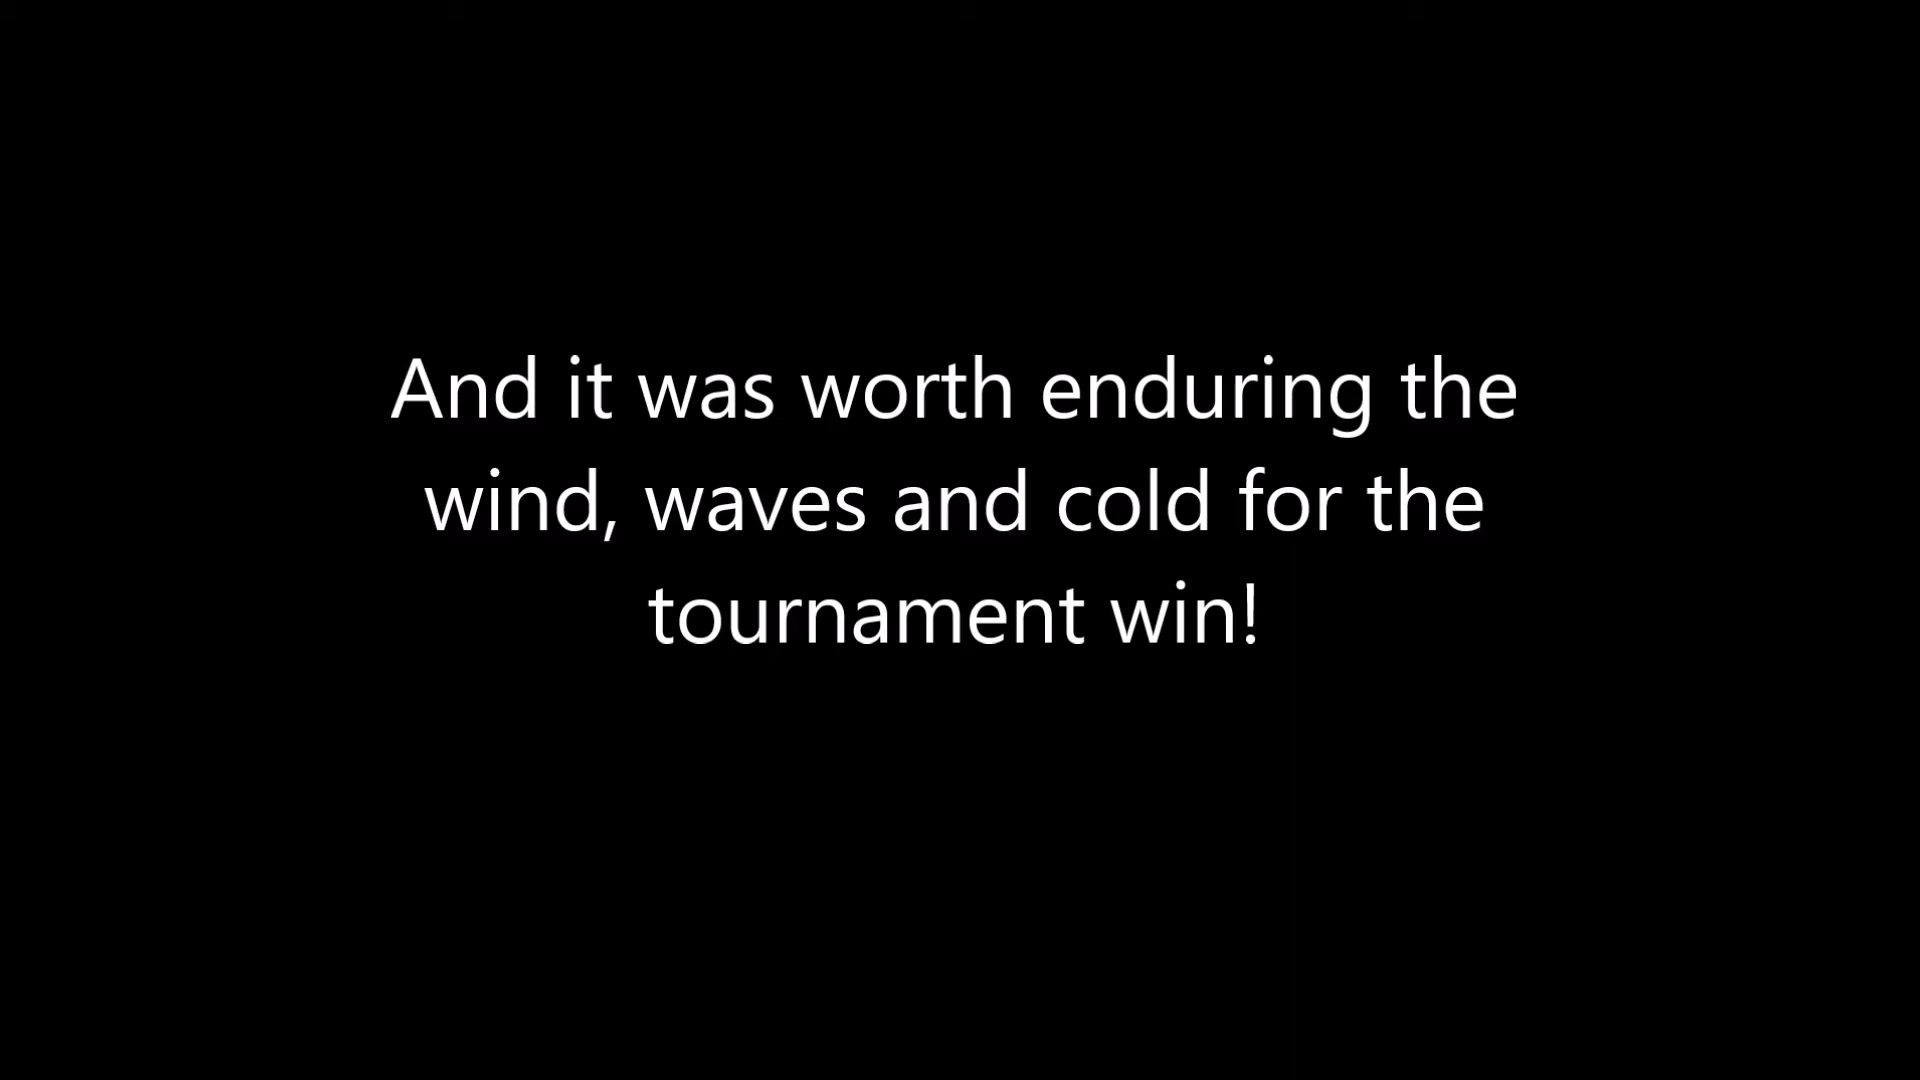 And it was worth enduring the
wind, waves and cold for the
tournament win!